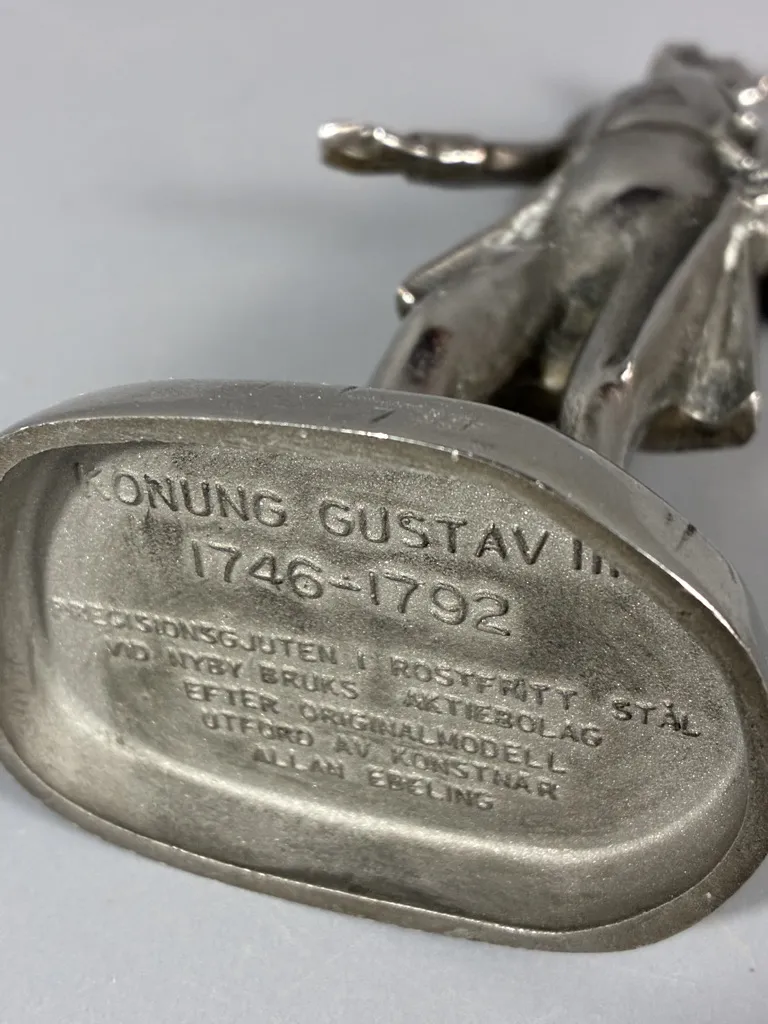 KONUNG GUSTAV III
1746-1792
PRECISIONSGJUTEN I ROSTFRITT STÅL
VID NYBY BRUKS AKTIEBOLAG
EFTER ORIGINALMODELL
UTFÖRD AV KONSTNÄR
ALLAN EBELING